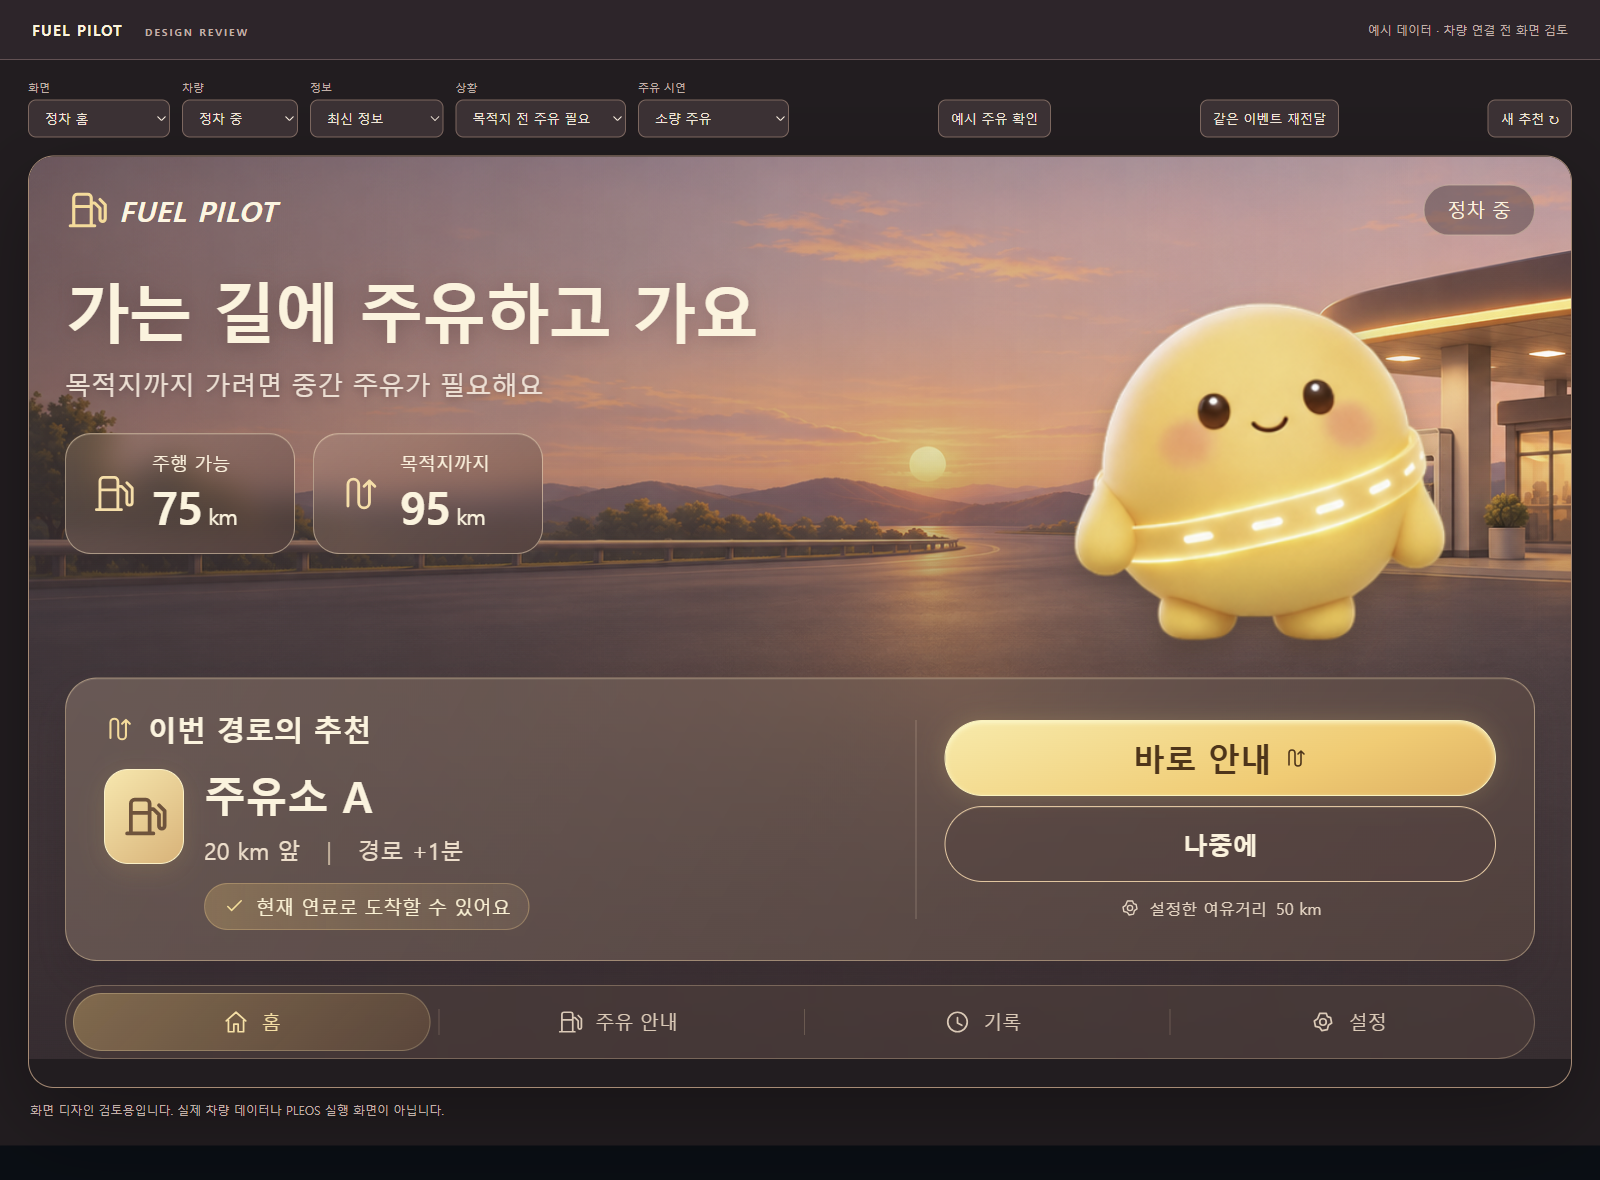 FUEL PILOT DESIGN REVIEW 예시 데이터 · 차량 연결 전 화면 검토
화면 차량 정보 상황 주유 시연
정차 홈 정차 중 최신 정보 목적지 전 주유 필요 소량 주유 예시 주유 확인 같은 이벤트 재전달 새 추천 ↻
FUEL PILOT 정차 중
가는 길에 주유하고 가요
목적지까지 가려면 중간 주유가 필요해요
주행 가능 목적지까지
75 km 95 km
이번 경로의 추천
주유소 A
20 km 앞 | 경로 +1분
현재 연료로 도착할 수 있어요
바로 안내
나중에
설정한 여유거리 50 km
홈 주유 안내 기록 설정
화면 디자인 검토용입니다. 실제 차량 데이터나 PLEOS 실행 화면이 아닙니다.